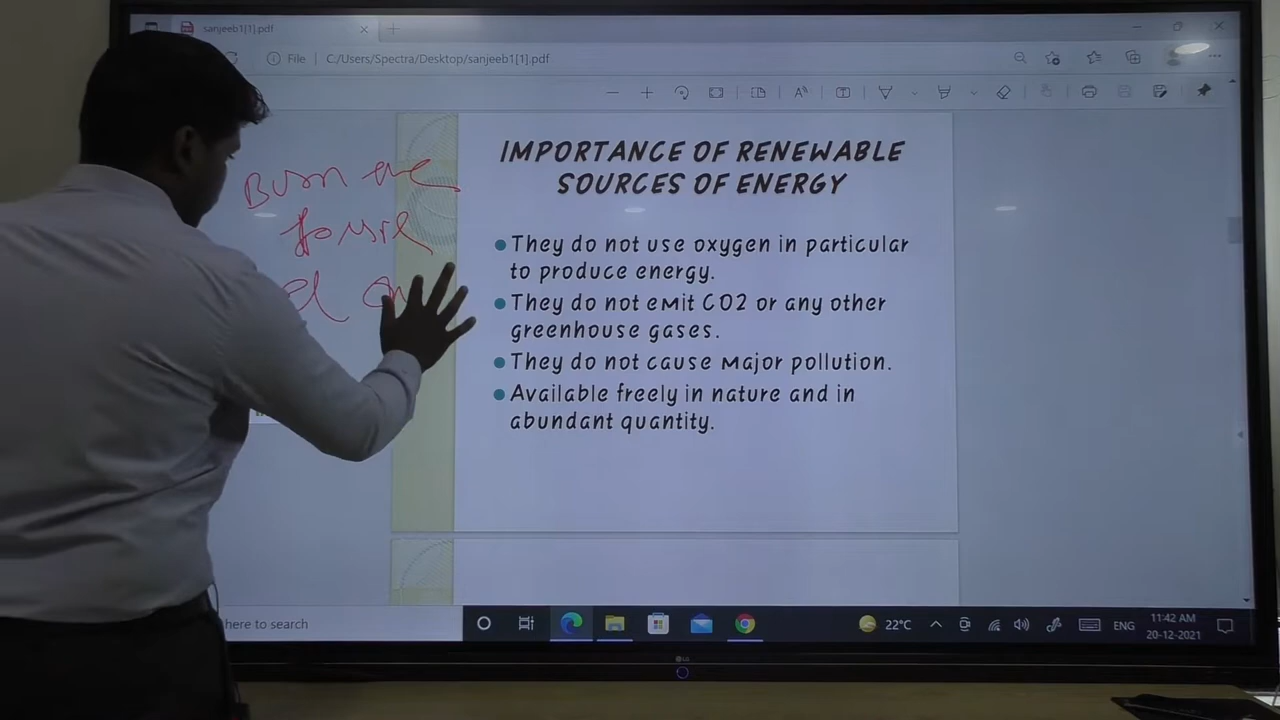 sanjeeb1[1].pdf
File C:/Users/Spectra/Desktop/sanjeeb1[1].pdf
IMPORTANCE OF RENEWABLE
SOURCES OF ENERGY
Burn the
fossil
They do not use oxygen in particular
to produce energy.
They do not emit CO2 or any other
greenhouse gases.
They do not cause major pollution.
Available freely in nature and in
abundant quantity.
here to search
22°C
ENG
11:42 AM
20-12-2021
LG